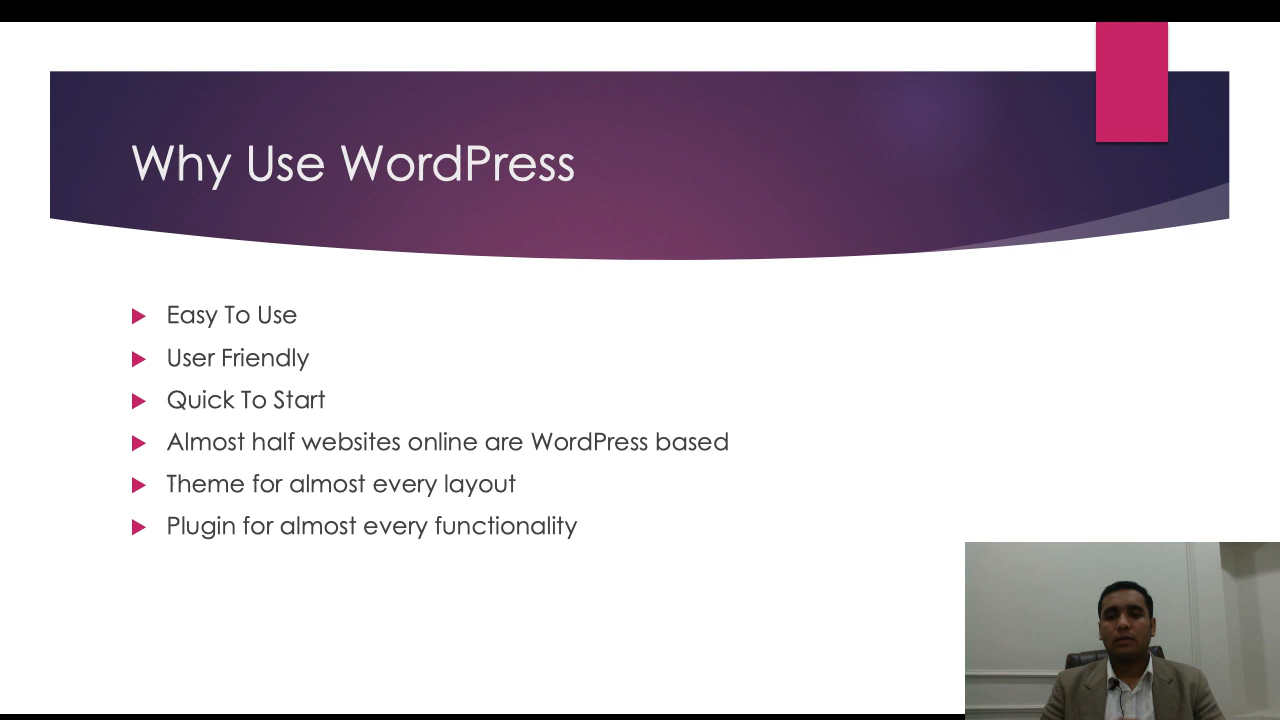 Why Use WordPress
Easy To Use
User Friendly
Quick To Start
Almost half websites online are WordPress based
Theme for almost every layout
Plugin for almost every functionality